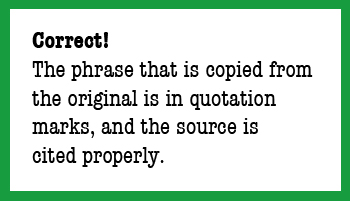 Correct!
The phrase that is copied from
the original is in quotation
marks, and the source is
cited properly.